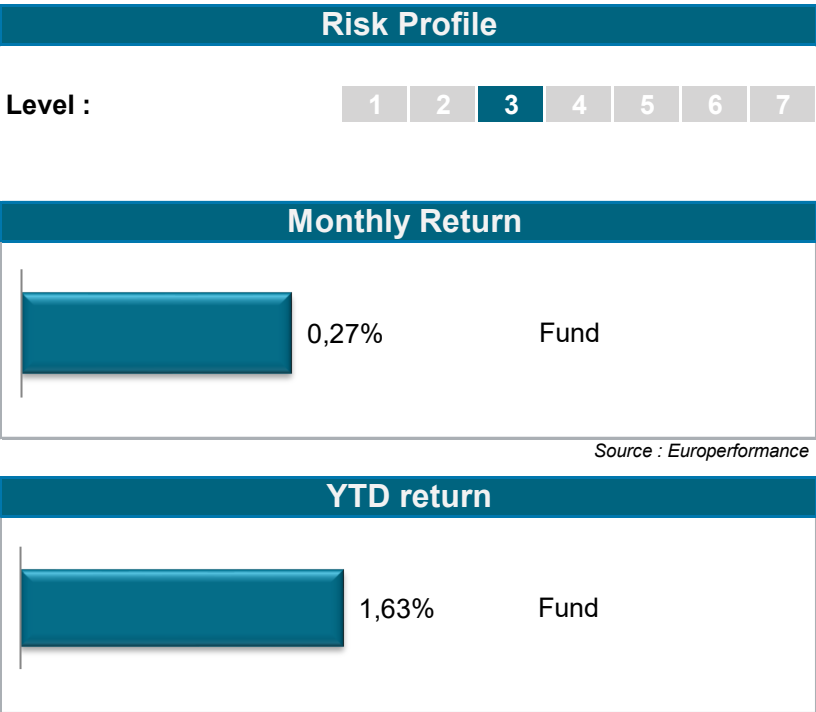 Risk Profile
Level : 1 2 3 4 5 6 7
Monthly Return
0,27% Fund
Source : Europerformance
YTD return
1,63% Fund